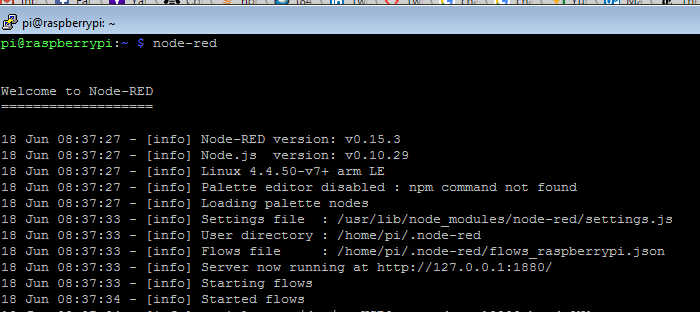 pi@raspberrypi: ~
pi@raspberrypi:~ $ node-red
Welcome to Node-RED
===================
18 Jun 08:37:27 - [info] Node-RED version: v0.15.3
18 Jun 08:37:27 - [info] Node.js  version: v0.10.29
18 Jun 08:37:27 - [info] Linux 4.4.50-v7+ arm LE
18 Jun 08:37:27 - [info] Palette editor disabled : npm command not found
18 Jun 08:37:27 - [info] Loading palette nodes
18 Jun 08:37:33 - [info] Settings file  : /usr/lib/node_modules/node-red/settings.js
18 Jun 08:37:33 - [info] User directory : /home/pi/.node-red
18 Jun 08:37:33 - [info] Flows file     : /home/pi/.node-red/flows_raspberrypi.json
18 Jun 08:37:33 - [info] Server now running at http://127.0.0.1:1880/
18 Jun 08:37:33 - [info] Starting flows
18 Jun 08:37:34 - [info] Started flows